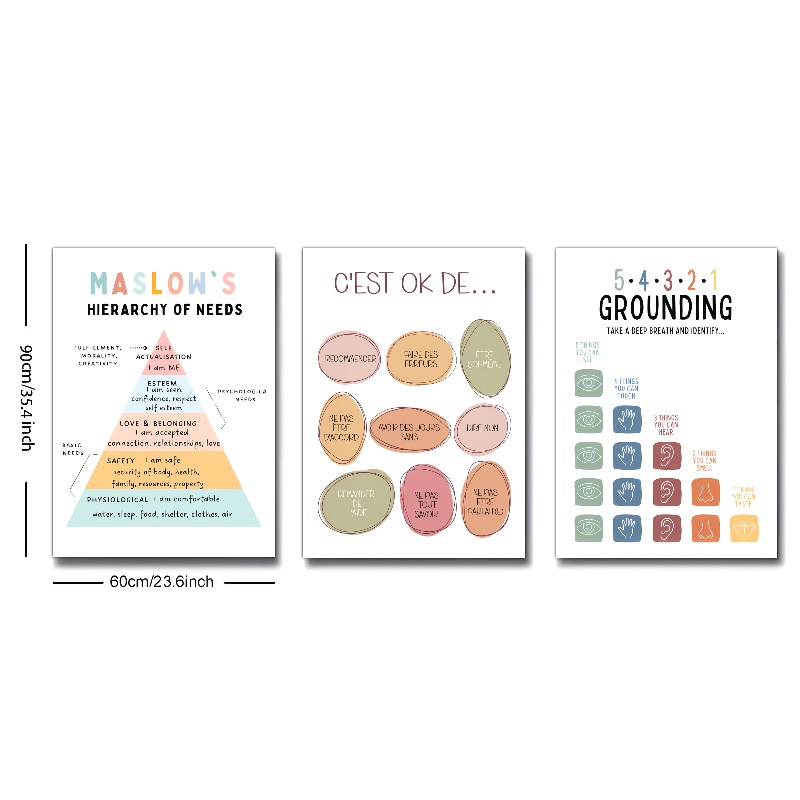 90cm/35.4 inch
60cm/23.6inch
MASLOW`S
HIERARCHY OF NEEDS
FULFILLMENT,
MORALITY,
CREATIVITY
SELF
ACTUALISATION
I am ME
ESTEEM
I am seen
confidence, respect
self esteem
PSYCHOLOGICA
NEEDS
LOVE & BELONGING
I am accepted
connection, relationships, love
BASIC
NEEDS
SAFETY I am safe
security of body, health,
family, resources, property
PHYSIOLOGICAL I am comfortable
water, sleep, food, shelter, clothes, air
C'EST OK DE...
RECOMMENCER
FAIRE DES
ERREURS
ÊTRE
NE PAS
ÊTRE
D'ACCORD
AVOIR DES JOURS
SANS
DIRE NON
DEMANDER
DE
NE PAS
TOUT
SAVOIR
NE PAS
ÊTRE
5·4·3·2·1
GROUNDING
TAKE A DEEP BREATH AND IDENTIFY...
5 THINGS
YOU CAN
SEE
4 THINGS
YOU CAN
TOUCH
3 THINGS
YOU CAN
HEAR
2 THINGS
YOU CAN
SMELL
1 THING
YOU CAN
TASTE